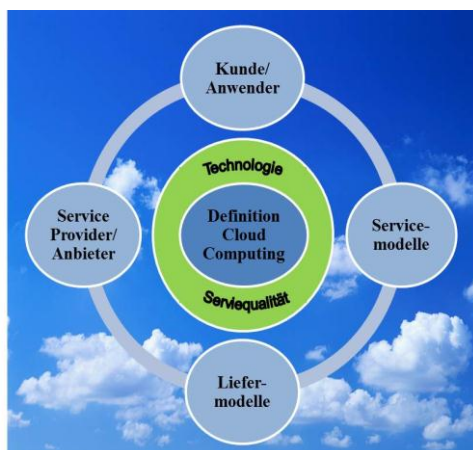 Kunde/
Anwender
Technologie
Service
Provider/
Anbieter
Definition
Cloud
Computing
Service-
modelle
Serviequalität
Liefer-
modelle